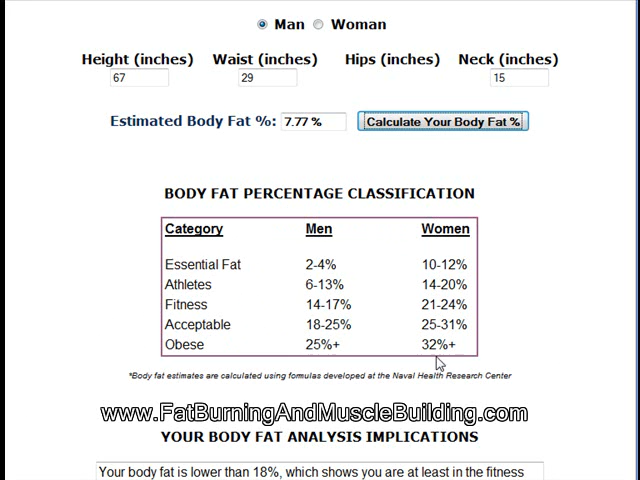 Man Woman
Height (inches) Waist (inches) Hips (inches) Neck (inches)
67 29 15
Estimated Body Fat %: 7.77 % Calculate Your Body Fat %
BODY FAT PERCENTAGE CLASSIFICATION
Category Men Women
Essential Fat 2-4% 10-12%
Athletes 6-13% 14-20%
Fitness 14-17% 21-24%
Acceptable 18-25% 25-31%
Obese 25%+ 32%+
*Body fat estimates are calculated using formulas developed at the Naval Health Research Center
www.FatBurningAndMuscleBuilding.com
YOUR BODY FAT ANALYSIS IMPLICATIONS
Your body fat is lower than 18%, which shows you are at least in the fitness